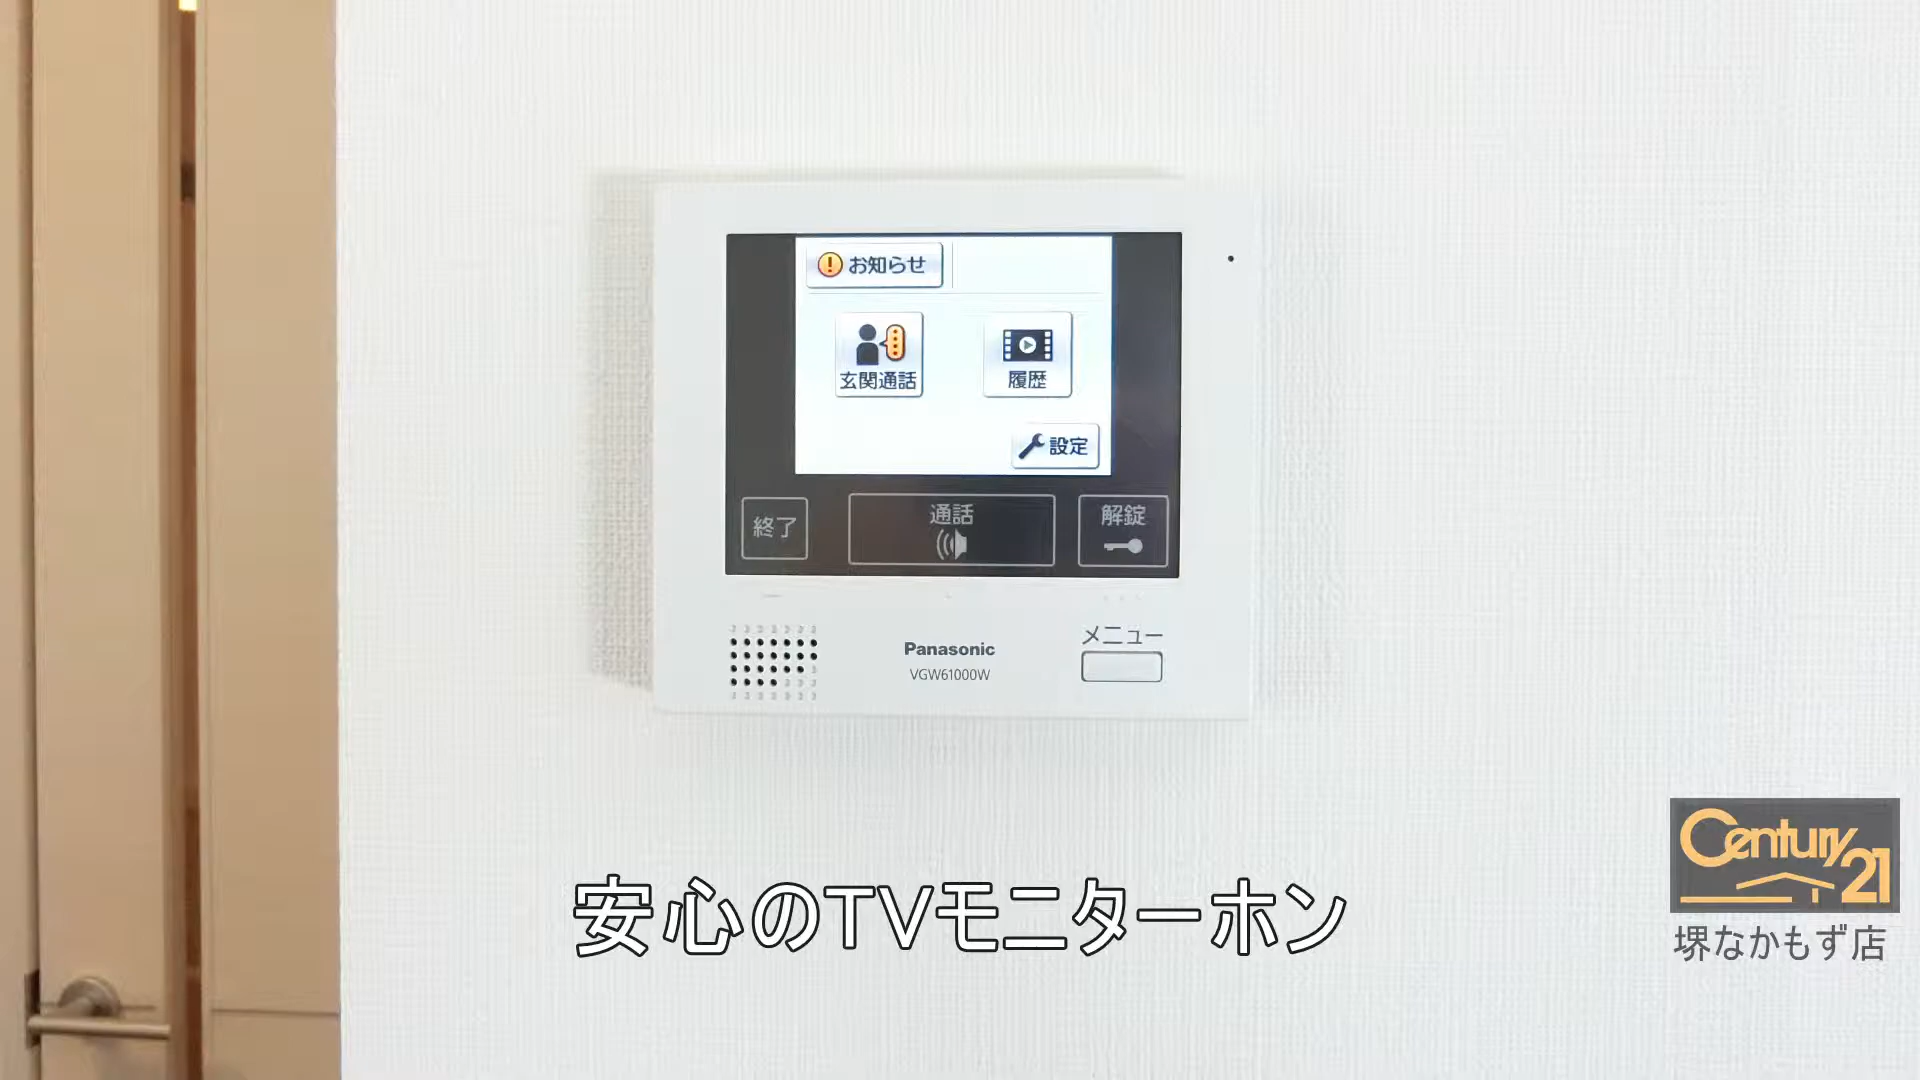 お知らせ
玄関通話
履歴
設定
終了
通話
解錠
メニュー
Panasonic
VGW61000W
安心のTVモニターホン
Century 21
堺なかもず店